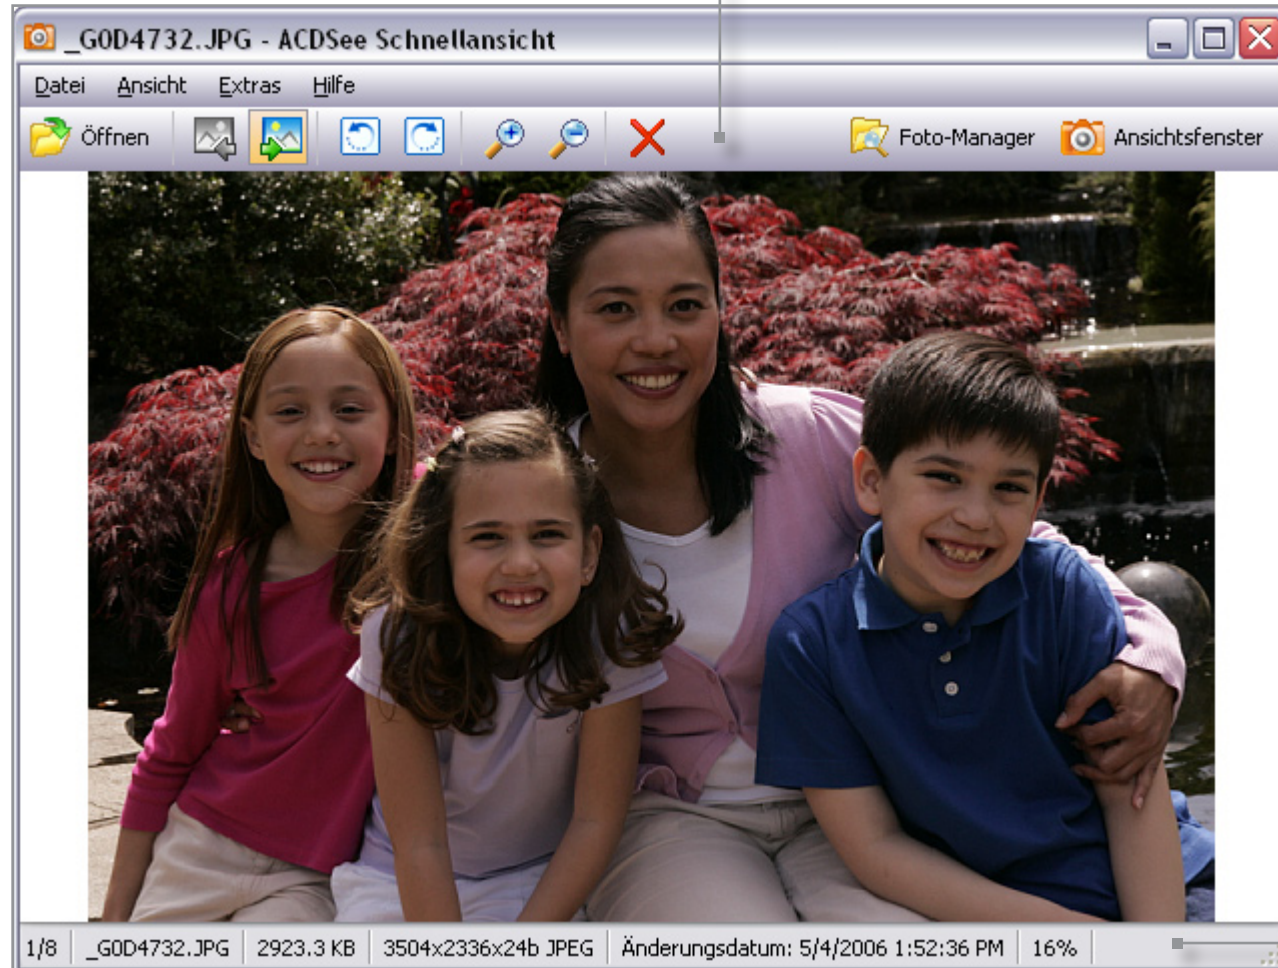 _G0D4732.JPG - ACDSee Schnellansicht
Datei Ansicht Extras Hilfe
Öffnen Foto-Manager Ansichtsfenster
1/8 _G0D4732.JPG 2923.3 KB 3504x2336x24b JPEG Änderungsdatum: 5/4/2006 1:52:36 PM 16%